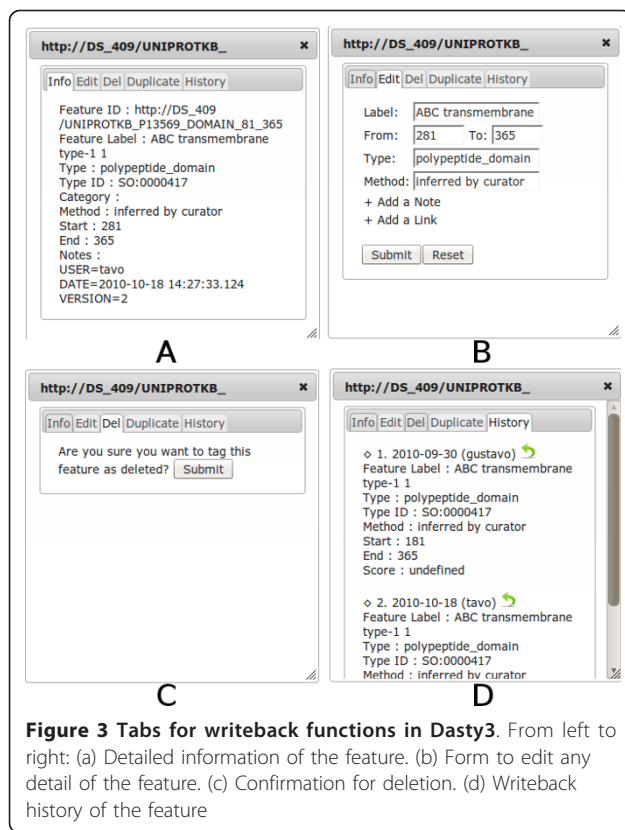 http://DS_409/UNIPROTKB_ ×
Info Edit Del Duplicate History
Feature ID : http://DS_409
/UNIPROTKB_P13569_DOMAIN_81_365
Feature Label : ABC transmembrane
type-1 1
Type : polypeptide_domain
Type ID : SO:0000417
Category :
Method : inferred by curator
Start : 281
End : 365
Notes :
USER=tavo
DATE=2010-10-18 14:27:33.124
VERSION=2
A
http://DS_409/UNIPROTKB_ ×
Info Edit Del Duplicate History
Label: ABC transmembrane
From: 281 To: 365
Type: polypeptide_domain
Method: inferred by curator
+ Add a Note
+ Add a Link
Submit Reset
B
http://DS_409/UNIPROTKB_ ×
Info Edit Del Duplicate History
Are you sure you want to tag this
feature as deleted? Submit
C
http://DS_409/UNIPROTKB_ ×
Info Edit Del Duplicate History
⋄ 1. 2010-09-30 (gustavo)
Feature Label : ABC transmembrane
type-1 1
Type : polypeptide_domain
Type ID : SO:0000417
Method : inferred by curator
Start : 181
End : 365
Score : undefined
⋄ 2. 2010-10-18 (tavo)
Feature Label : ABC transmembrane
type-1 1
Type : polypeptide_domain
Type ID : SO:0000417
Method : inferred by curator
D
Figure 3 Tabs for writeback functions in Dasty3. From left to
right: (a) Detailed information of the feature. (b) Form to edit any
detail of the feature. (c) Confirmation for deletion. (d) Writeback
history of the feature